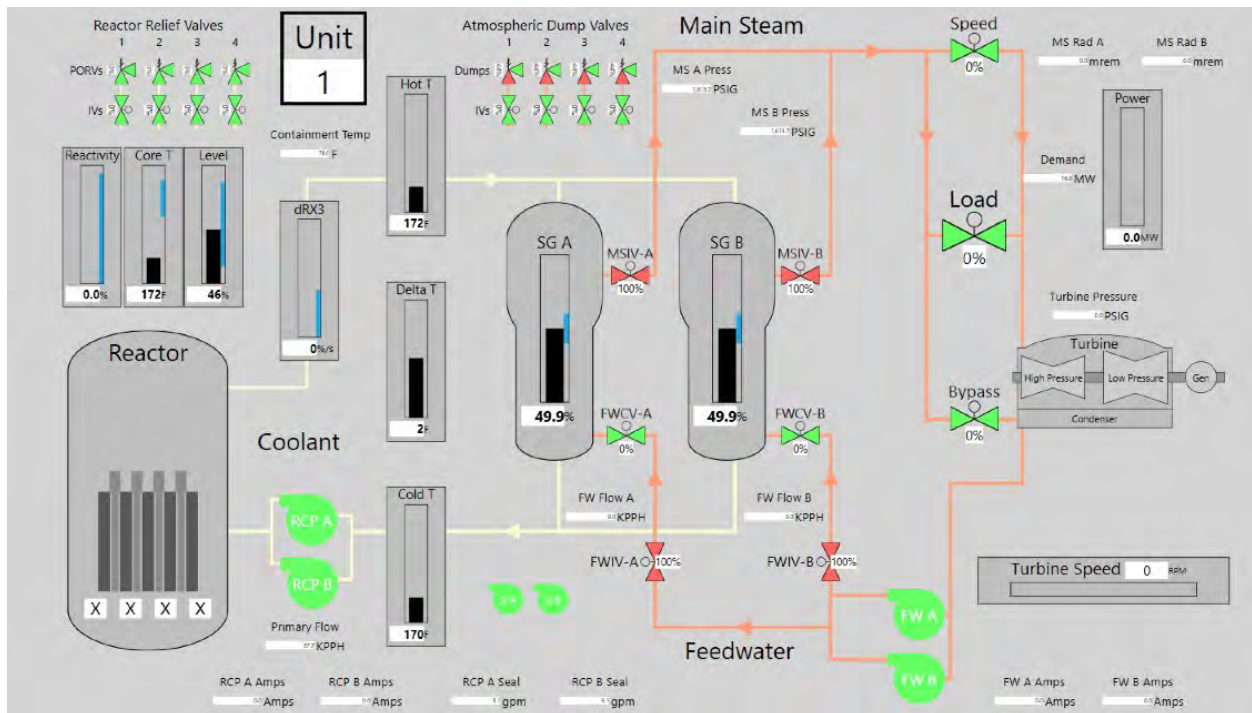 Reactor Relief Valves
1 2 3 4
PORVs
IVs
Unit
1
Atmospheric Dump Valves
1 2 3 4
Dumps
IVs
Main Steam
MS A Press
PSIG
MS B Press
PSIG
Speed
0%
MS Rad A
mrem
MS Rad B
mrem
Power
0.0MW
Demand
MW
Load
0%
Containment Temp
F
Reactivity
0.0%
Core T
172F
Level
46%
dRX3
0%/s
Hot T
172F
Delta T
2F
Cold T
170F
SG A
49.9%
SG B
49.9%
MSIV-A
100%
MSIV-B
100%
FWCV-A
0%
FWCV-B
0%
Turbine Pressure
PSIG
Turbine
High Pressure
Low Pressure
Gen
Condenser
Bypass
0%
Reactor
X X X X
Coolant
RCP A
RCP B
Primary Flow
KPPH
FW Flow A
KPPH
FW Flow B
KPPH
FWIV-A
100%
FWIV-B
100%
Feedwater
FW A
FW B
Turbine Speed 0 RPM
RCP A Amps
Amps
RCP B Amps
Amps
RCP A Seal
gpm
RCP B Seal
gpm
FW A Amps
Amps
FW B Amps
Amps